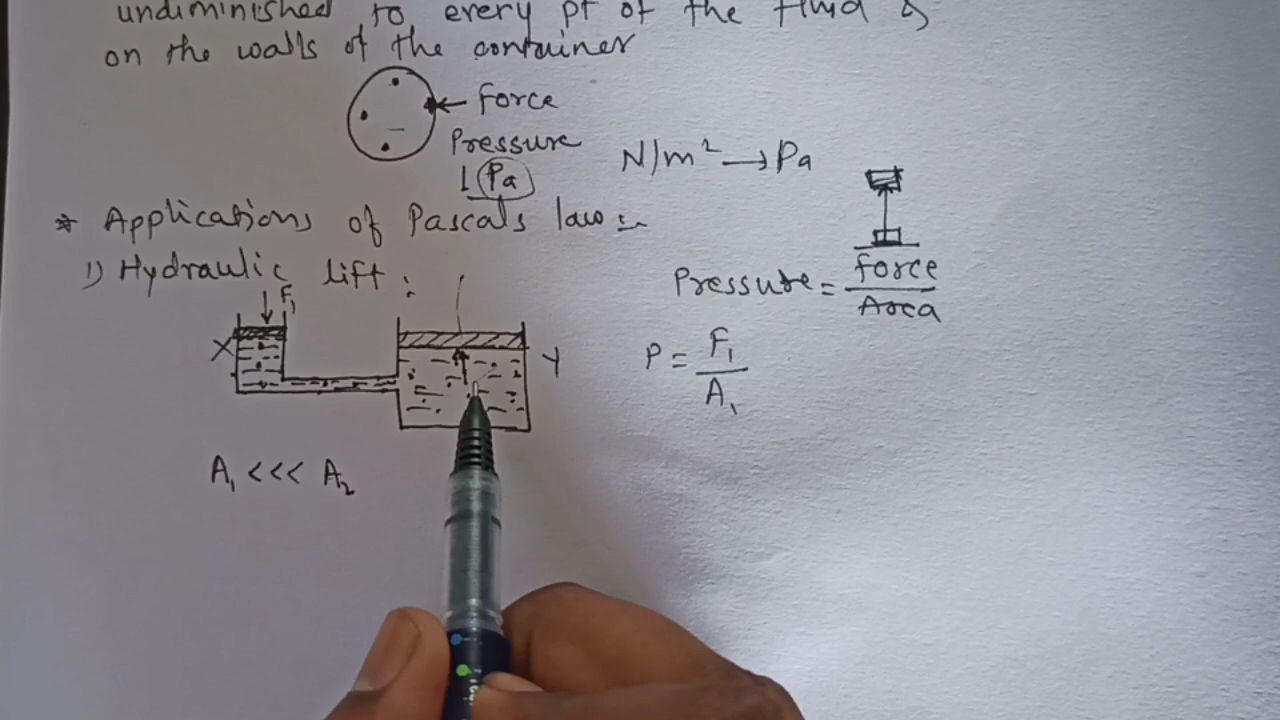 undiminished to every pt of the fluid &
on the walls of the container
Force
Pressure
1 Pa
N/m² → Pa
* Applications of Pascals law :-
1) Hydraulic lift :
F₁
X
Y
A₁ <<< A₂
Pressure = Force / Area
P = F₁ / A₁